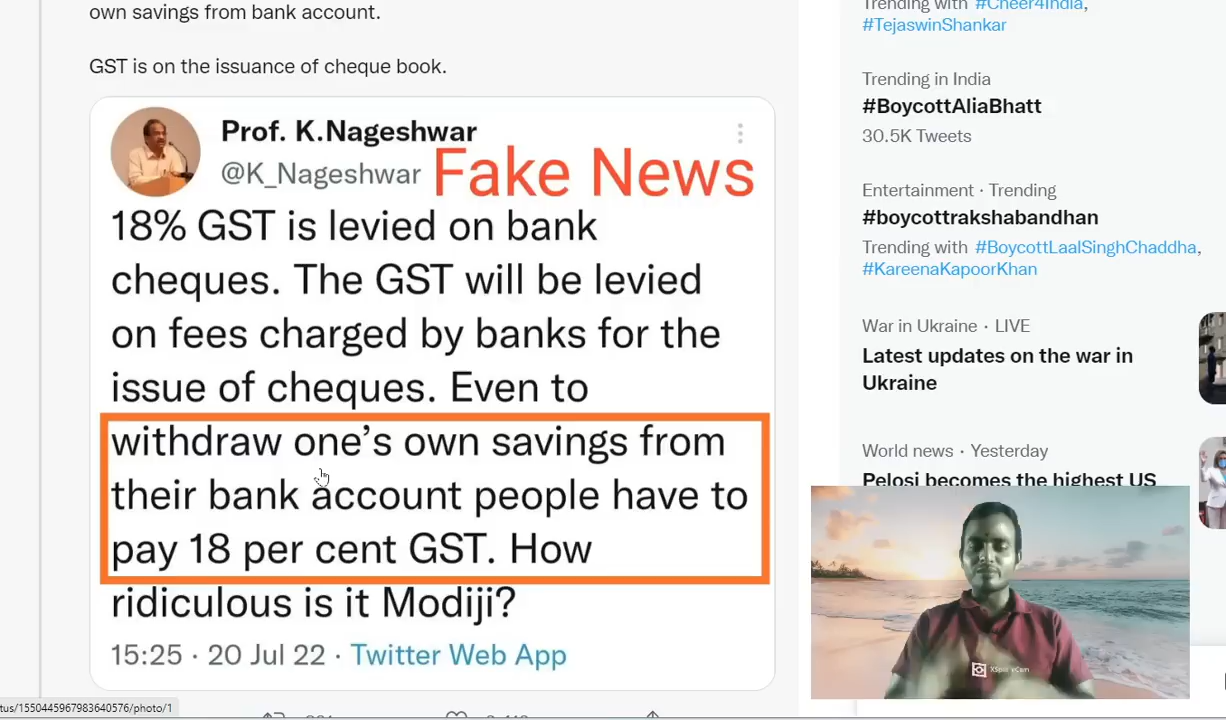 own savings from bank account.
GST is on the issuance of cheque book.
Prof. K.Nageshwar
@K_Nageshwar
Fake News
18% GST is levied on bank
cheques. The GST will be levied
on fees charged by banks for the
issue of cheques. Even to
withdraw one’s own savings from
their bank account people have to
pay 18 per cent GST. How
ridiculous is it Modiji?
15:25 · 20 Jul 22 · Twitter Web App
tus/1550445967983640576/photo/1
Trending with #Cheer4India,
#TejaswinShankar
Trending in India
#BoycottAliaBhatt
30.5K Tweets
Entertainment · Trending
#boycottrakshabandhan
Trending with #BoycottLaalSinghChaddha,
#KareenaKapoorKhan
War in Ukraine · LIVE
Latest updates on the war in
Ukraine
World news · Yesterday
Pelosi becomes the highest US